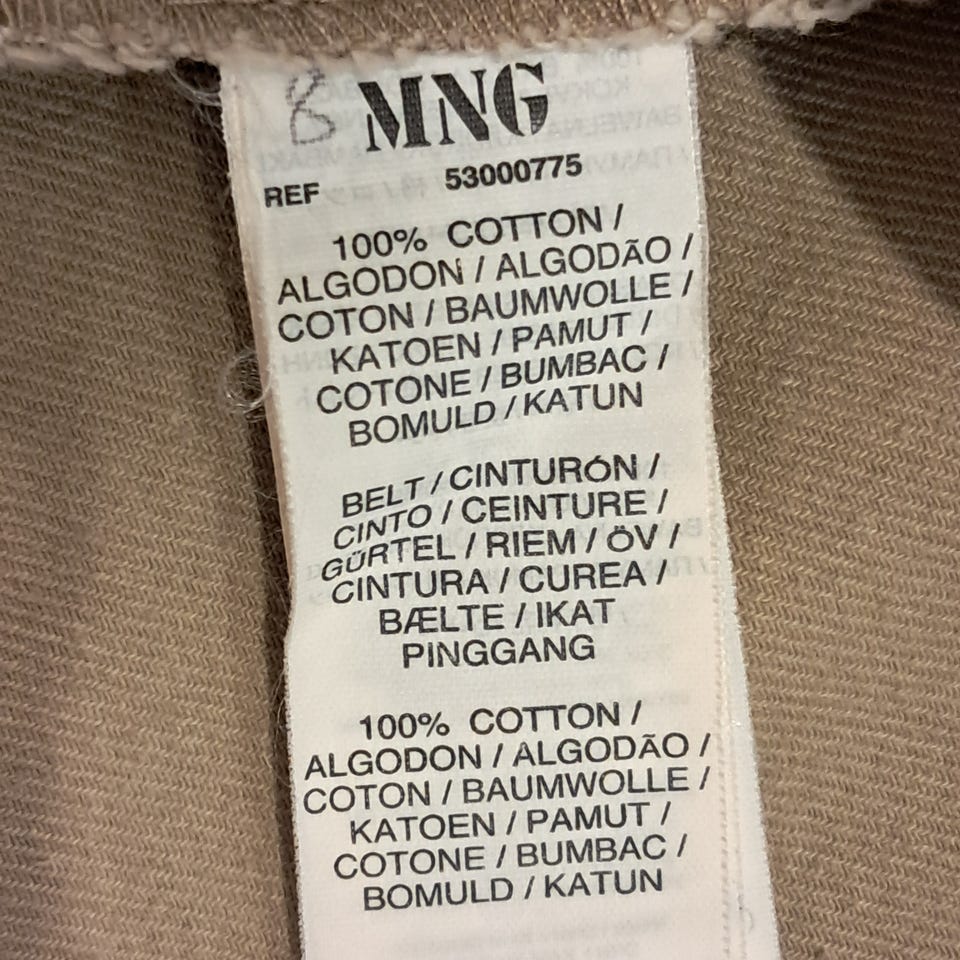 8 MNG
REF 53000775
100% COTTON /
ALGODON / ALGODÃO /
COTON / BAUMWOLLE /
KATOEN / PAMUT /
COTONE / BUMBAC /
BOMULD / KATUN
BELT / CINTURÓN /
CINTO / CEINTURE /
GÜRTEL / RIEM / ÖV /
CINTURA / CUREA /
BÆLTE / IKAT
PINGGANG
100% COTTON /
ALGODON / ALGODÃO /
COTON / BAUMWOLLE /
KATOEN / PAMUT /
COTONE / BUMBAC /
BOMULD / KATUN